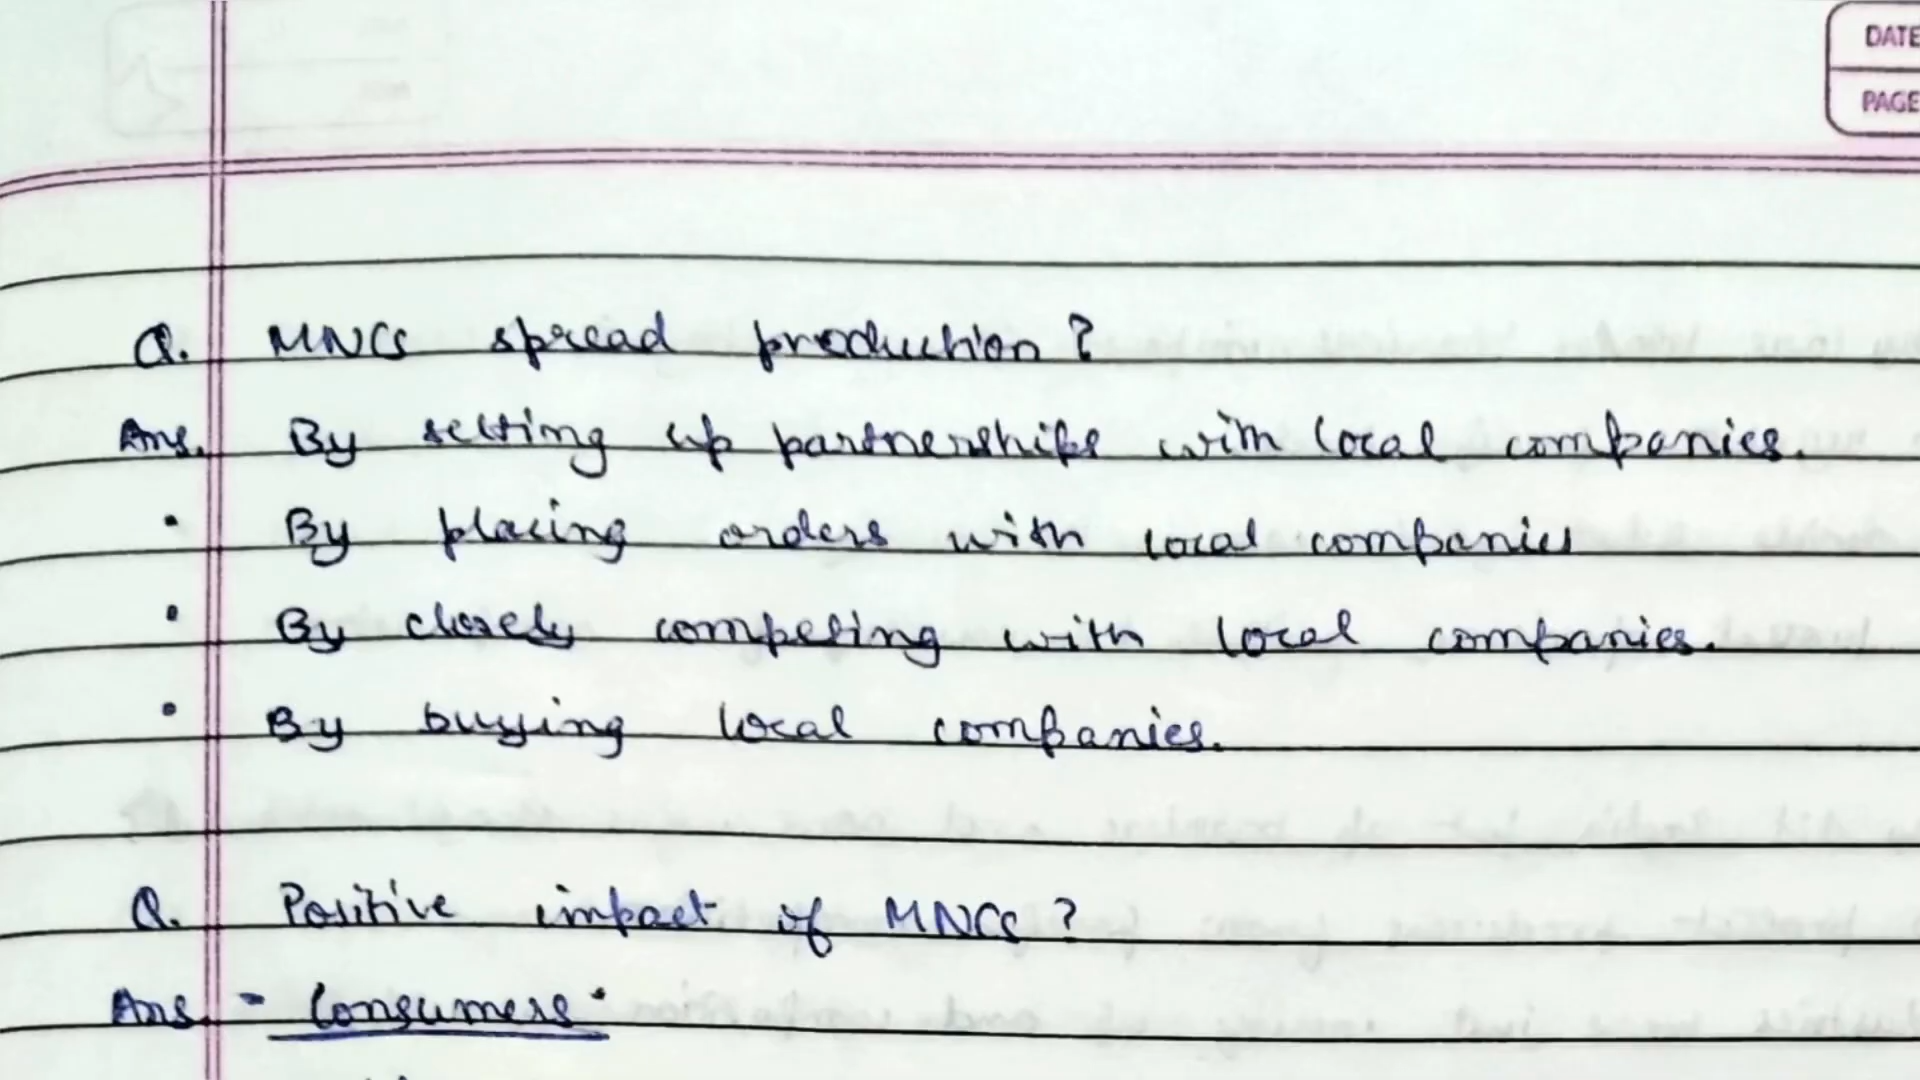 DATE
PAGE
Q. MNCs spread production?
Ans. By setting up partnerships with local companies.
• By placing orders with local companies
• By closely competing with local companies.
• By buying local companies.
Q. Positive impact of MNCs?
Ans - Consumers -